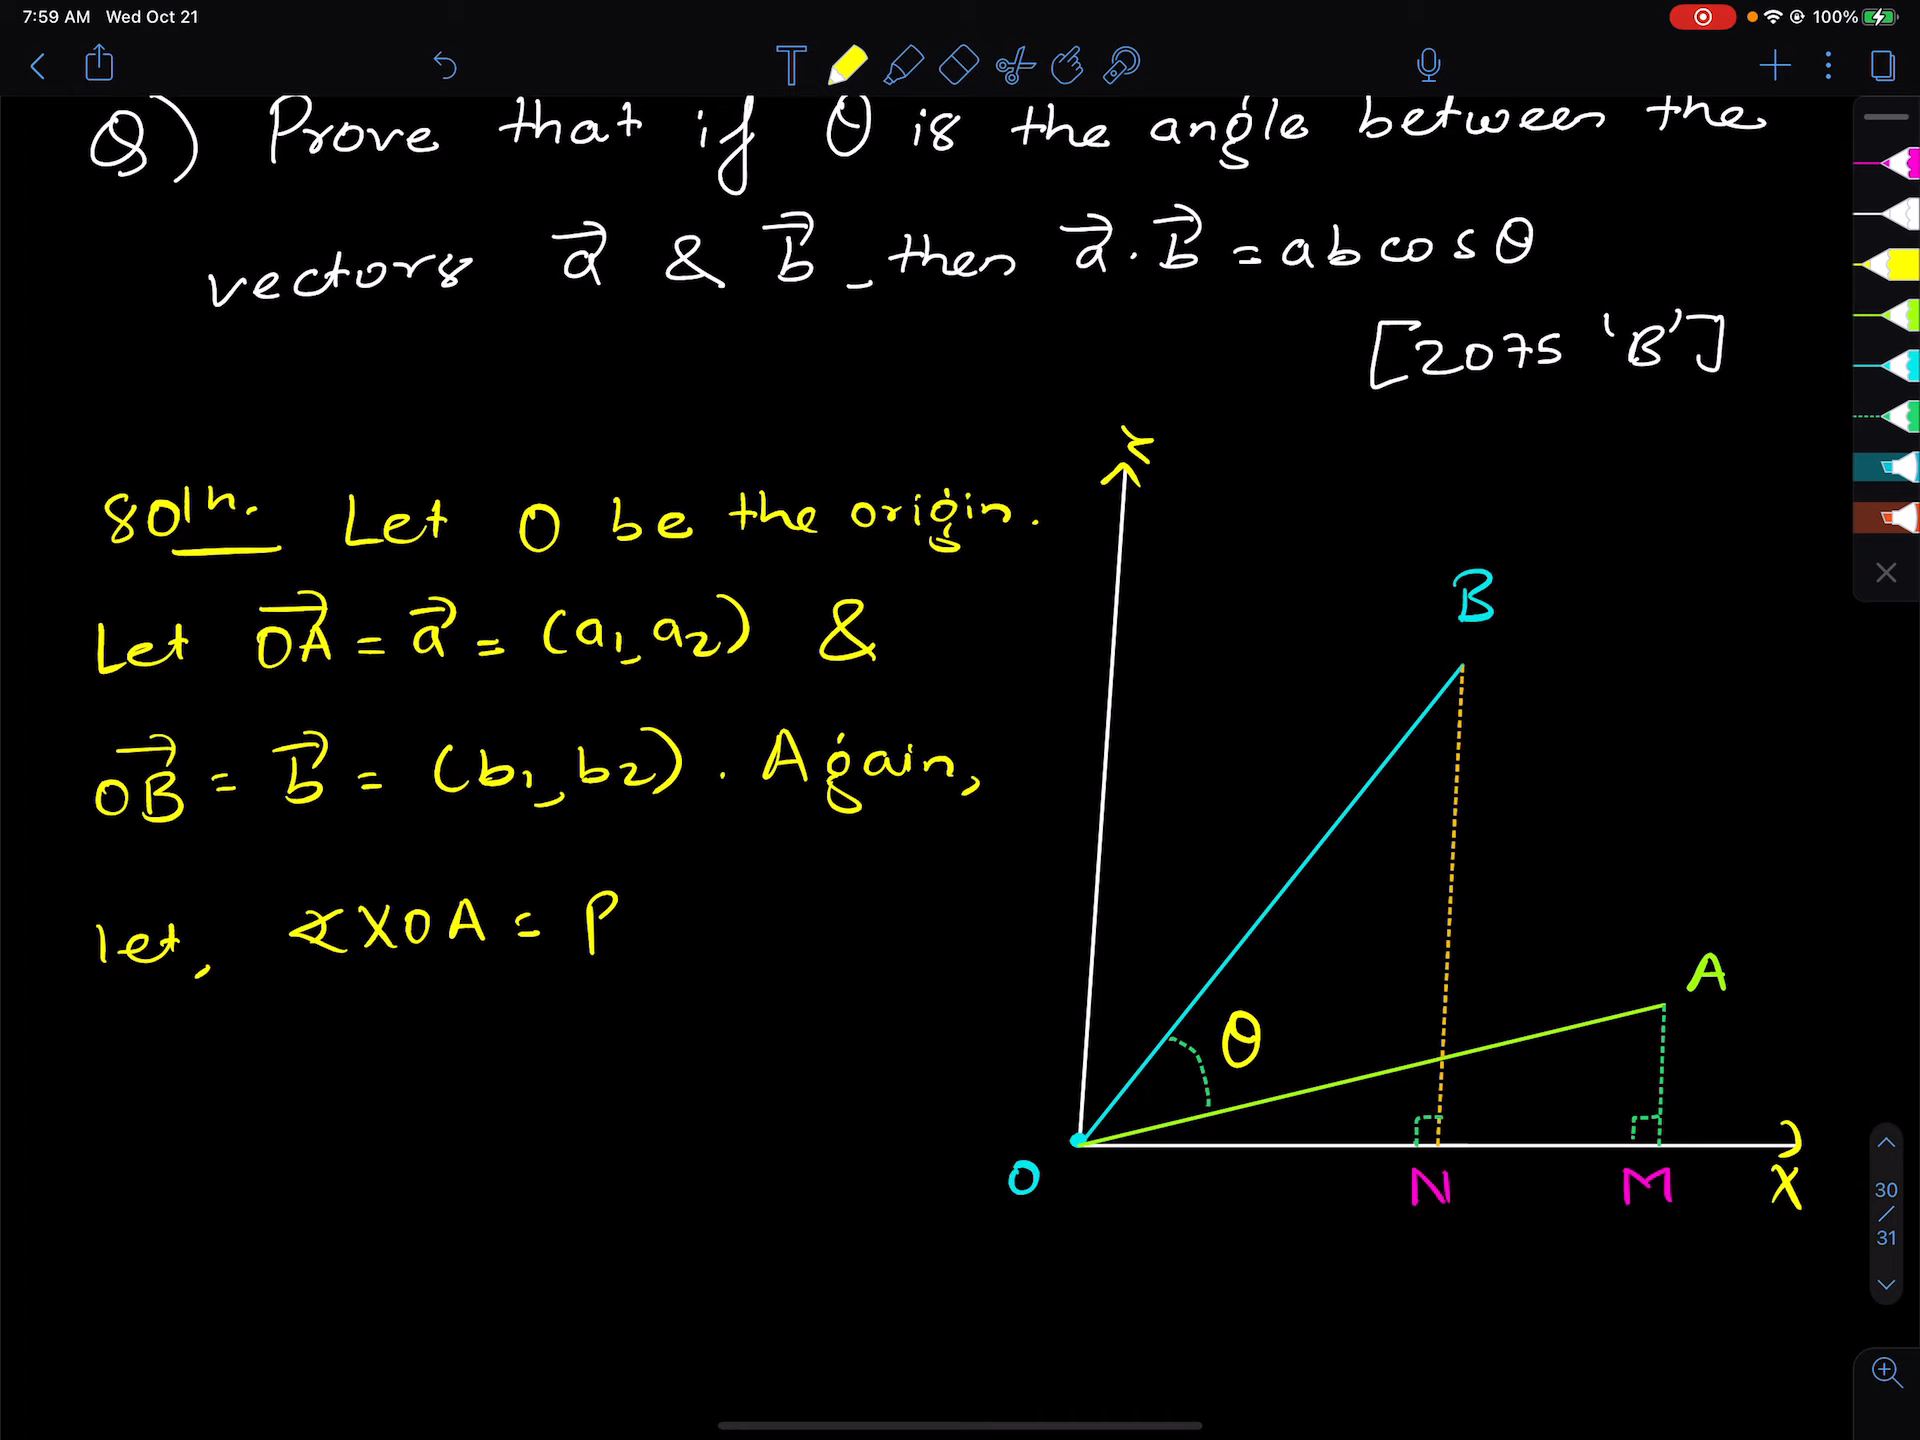 7:59 AM Wed Oct 21
100%
Q) Prove that if θ is the angle between the
vectors a⃗ & b⃗, then a⃗ · b⃗ = ab cos θ
[2075 'B']
Soln. Let O be the origin.
Let OA⃗ = a⃗ = (a₁, a₂) &
OB⃗ = b⃗ = (b₁, b₂). Again,
let, ∢XOA = P
Y
B
A
θ
O
N
M
X
30
/
31